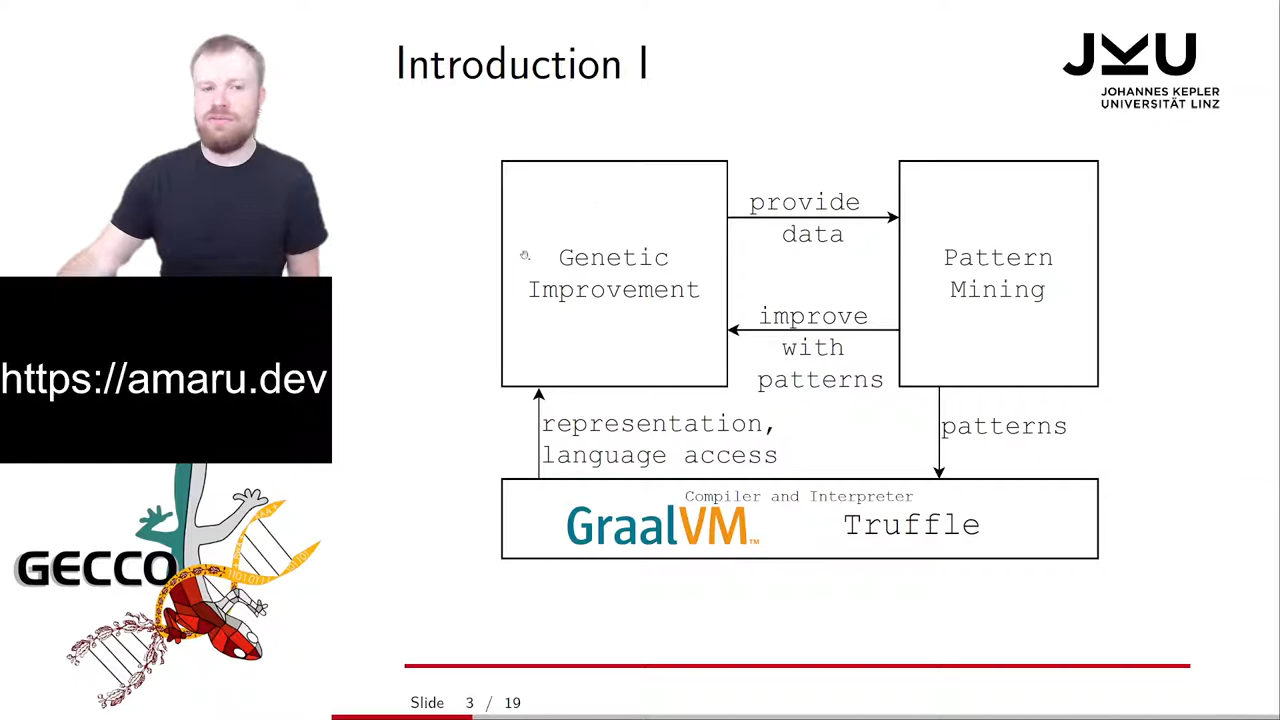 Introduction I
JKU
JOHANNES KEPLER
UNIVERSITÄT LINZ
provide
data
Genetic
Improvement
Pattern
Mining
improve
with
patterns
https://amaru.dev
representation,
language access
patterns
Compiler and Interpreter
GraalVM™
Truffle
GECCO
Slide 3 / 19